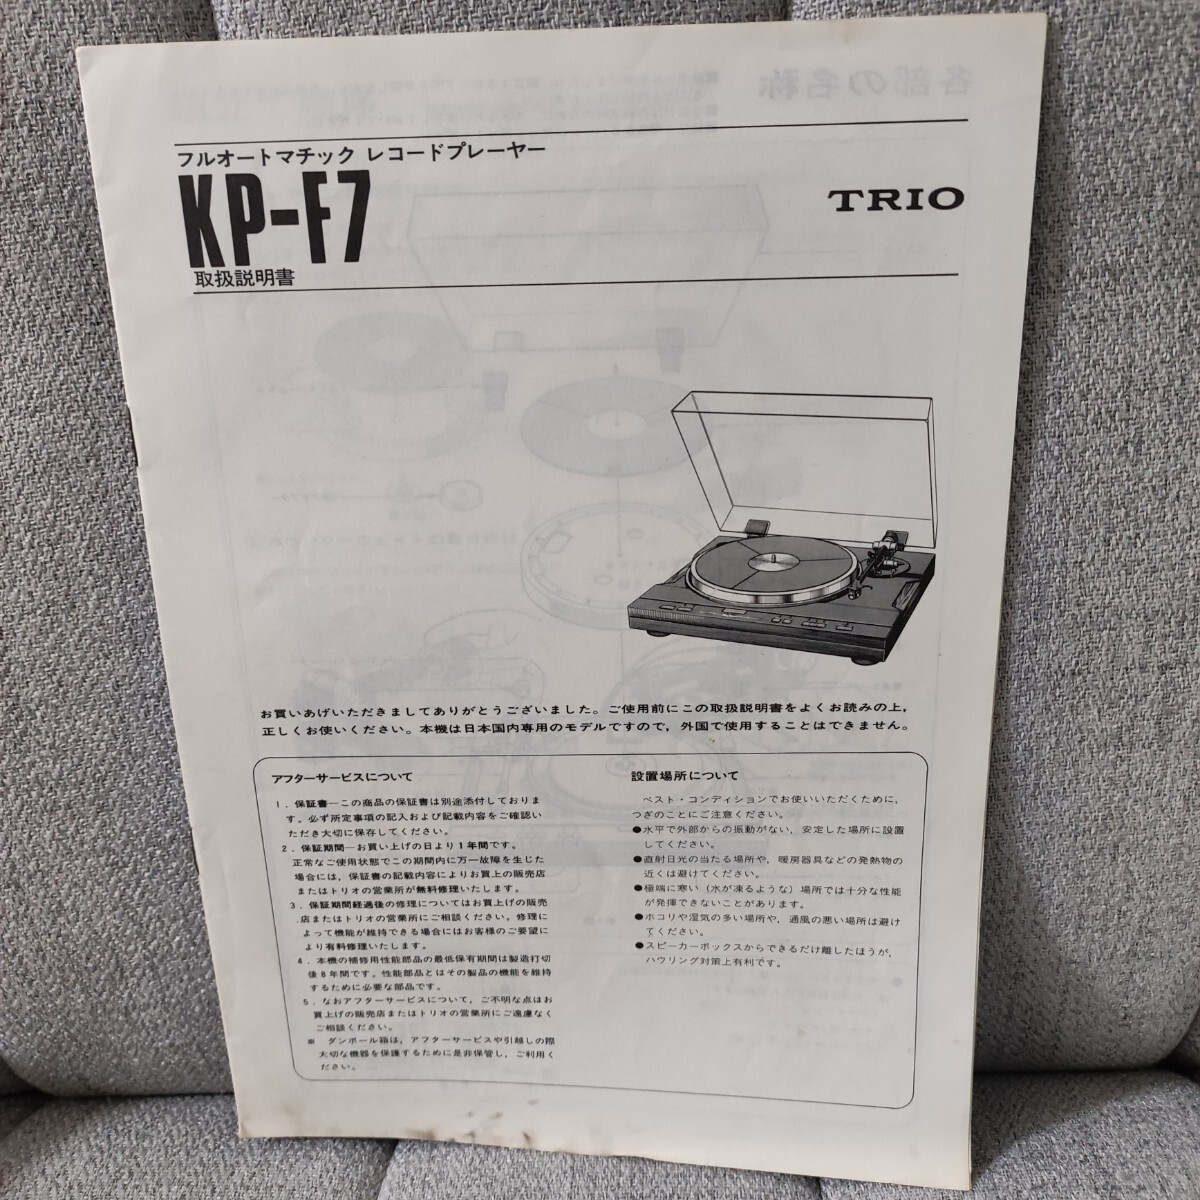 フルオートマチック レコードプレーヤー
KP-F7
TRIO
取扱説明書
お買いあげいただきましてありがとうございました。ご使用前にこの取扱説明書をよくお読みの上,
正しくお使いください。本機は日本国内専用のモデルですので, 外国で使用することはできません。
アフターサービスについて
1. 保証書—この商品の保証書は別途添付しておりま
す。必ず所定事項の記入および記載内容をご確認い
ただき大切に保存してください。
2. 保証期間—お買い上げの日より1年間です。
正常なご使用状態でこの期間内に万一故障を生じた
場合には, 保証書の記載内容によりお買上の販売店
またはトリオの営業所が無料修理いたします。
3. 保証期間経過後の修理についてはお買上げの販売
店またはトリオの営業所にご相談ください。修理に
よって機能が維持できる場合にはお客様のご要望に
より有料修理いたします。
4. 本機の補修用性能部品の最低保有期間は製造打切
後8年間です。性能部品とはその製品の機能を維持
するために必要な部品です。
5. なおアフターサービスについて, ご不明な点はお
買上げの販売店またはトリオの営業所にご遠慮なく
ご相談ください。
※ ダンボール箱は, アフターサービスや引越しの際
大切な機器を保護するために是非保管し, ご利用く
ださい。
設置場所について
ベスト・コンディションでお使いいただくために,
つぎのことにご注意ください。
●水平で外部からの振動がない, 安定した場所に設置
してください。
●直射日光の当たる場所や, 暖房器具などの発熱物の
近くは避けてください。
●極端に寒い (水が凍るような) 場所では十分な性能
が発揮できないことがあります。
●ホコリや湿気の多い場所や, 通風の悪い場所は避け
てください。
●スピーカーボックスからできるだけ離したほうが,
ハウリング対策上有利です。
各部の名称